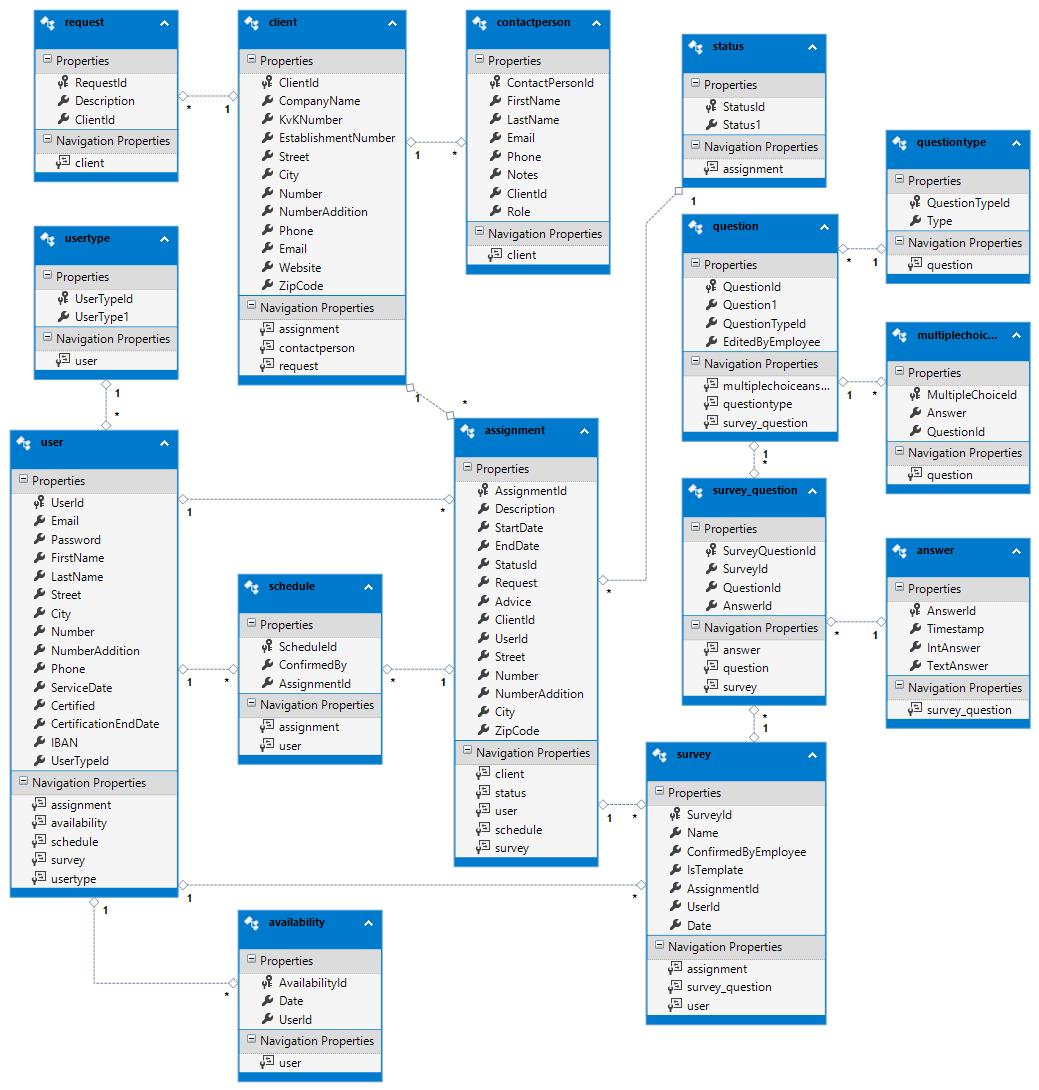 request
Properties
RequestId
Description
ClientId
Navigation Properties
client
*
1
client
Properties
ClientId
CompanyName
KvKNumber
EstablishmentNumber
Street
City
Number
NumberAddition
Phone
Email
Website
ZipCode
Navigation Properties
assignment
contactperson
request
1
*
contactperson
Properties
ContactPersonId
FirstName
LastName
Email
Phone
Notes
ClientId
Role
Navigation Properties
client
status
Properties
StatusId
Status1
Navigation Properties
assignment
1
*
questiontype
Properties
QuestionTypeId
Type
Navigation Properties
question
question
Properties
QuestionId
Question1
QuestionTypeId
EditedByEmployee
Navigation Properties
multiplechoiceans...
questiontype
survey_question
*
1
1
*
multiplechoic...
Properties
MultipleChoiceId
Answer
QuestionId
Navigation Properties
question
usertype
Properties
UserTypeId
UserType1
Navigation Properties
user
1
*
1
*
user
Properties
UserId
Email
Password
FirstName
LastName
Street
City
Number
NumberAddition
Phone
ServiceDate
Certified
CertificationEndDate
IBAN
UserTypeId
Navigation Properties
assignment
availability
schedule
survey
usertype
1
*
assignment
Properties
AssignmentId
Description
StartDate
EndDate
StatusId
Request
Advice
ClientId
UserId
Street
Number
NumberAddition
City
ZipCode
Navigation Properties
client
status
user
schedule
survey
schedule
Properties
ScheduleId
ConfirmedBy
AssignmentId
Navigation Properties
assignment
user
1
*
*
1
1
*
survey_question
Properties
SurveyQuestionId
SurveyId
QuestionId
AnswerId
Navigation Properties
answer
question
survey
*
1
answer
Properties
AnswerId
Timestamp
IntAnswer
TextAnswer
Navigation Properties
survey_question
*
1
survey
Properties
SurveyId
Name
ConfirmedByEmployee
IsTemplate
AssignmentId
UserId
Date
Navigation Properties
assignment
survey_question
user
1
*
1
*
1
*
availability
Properties
AvailabilityId
Date
UserId
Navigation Properties
user